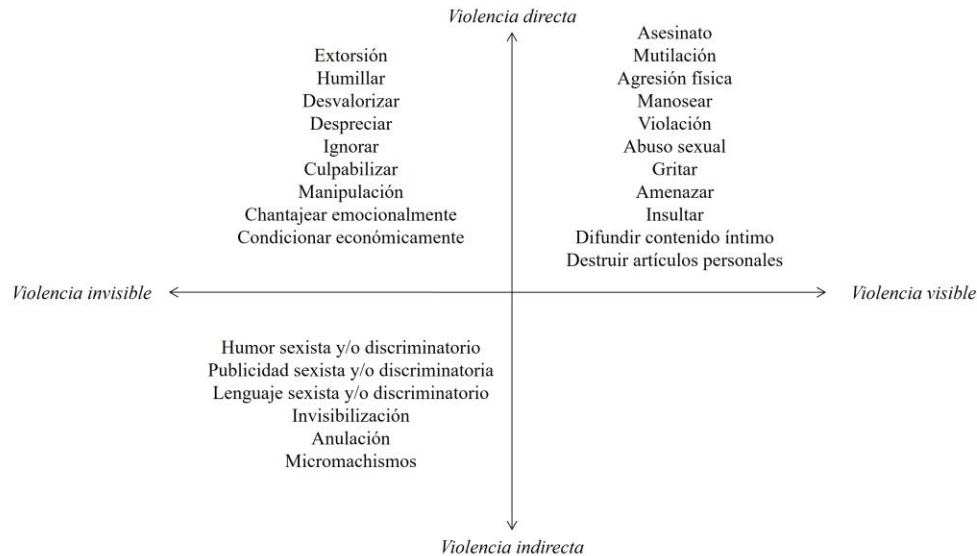 Violencia directa
Extorsión
Humillar
Desvalorizar
Despreciar
Ignorar
Culpabilizar
Manipulación
Chantajear emocionalmente
Condicionar económicamente
Asesinato
Mutilación
Agresión física
Manosear
Violación
Abuso sexual
Gritar
Amenazar
Insultar
Difundir contenido íntimo
Destruir artículos personales
Violencia invisible
Violencia visible
Humor sexista y/o discriminatorio
Publicidad sexista y/o discriminatoria
Lenguaje sexista y/o discriminatorio
Invisibilización
Anulación
Micromachismos
Violencia indirecta